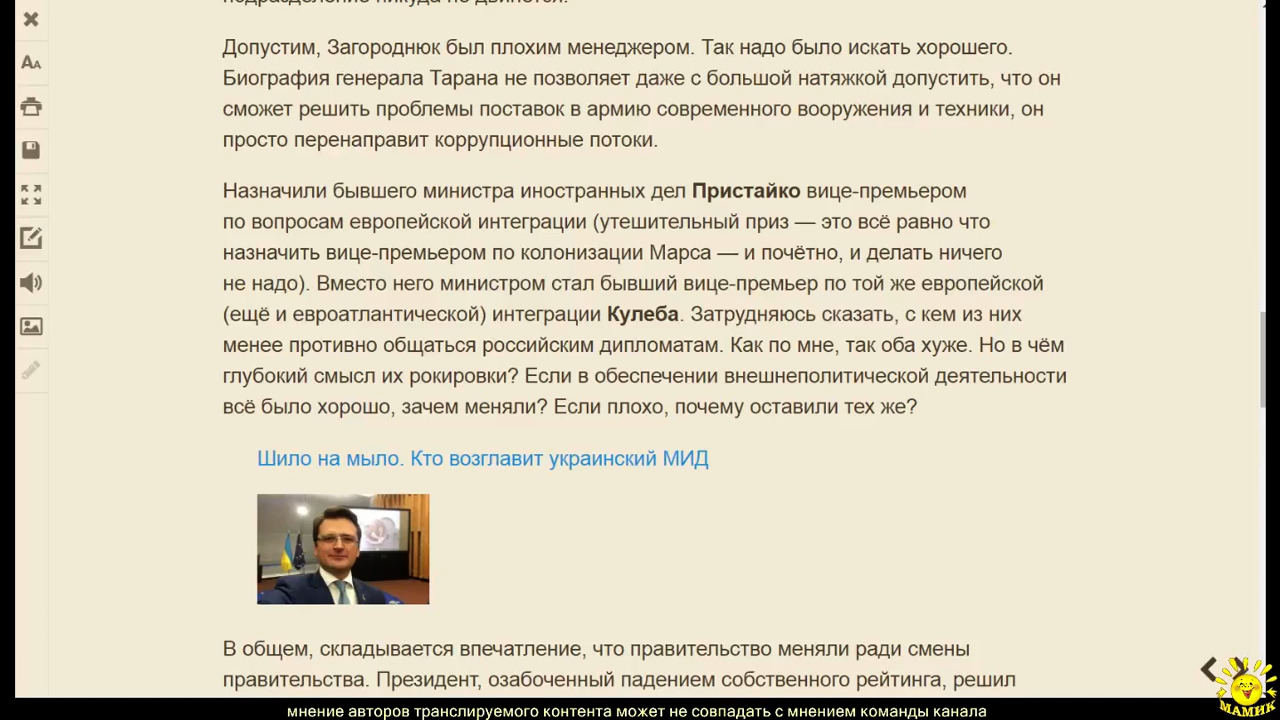 Допустим, Загороднюк был плохим менеджером. Так надо было искать хорошего.
Биография генерала Тарана не позволяет даже с большой натяжкой допустить, что он
сможет решить проблемы поставок в армию современного вооружения и техники, он
просто перенаправит коррупционные потоки.
Назначили бывшего министра иностранных дел Пристайко вице-премьером
по вопросам европейской интеграции (утешительный приз — это всё равно что
назначить вице-премьером по колонизации Марса — и почётно, и делать ничего
не надо). Вместо него министром стал бывший вице-премьер по той же европейской
(ещё и евроатлантической) интеграции Кулеба. Затрудняюсь сказать, с кем из них
менее противно общаться российским дипломатам. Как по мне, так оба хуже. Но в чём
глубокий смысл их рокировки? Если в обеспечении внешнеполитической деятельности
всё было хорошо, зачем меняли? Если плохо, почему оставили тех же?
Шило на мыло. Кто возглавит украинский МИД
В общем, складывается впечатление, что правительство меняли ради смены
правительства. Президент, озабоченный падением собственного рейтинга, решил
МАМИК
мнение авторов транслируемого контента может не совпадать с мнением команды канала